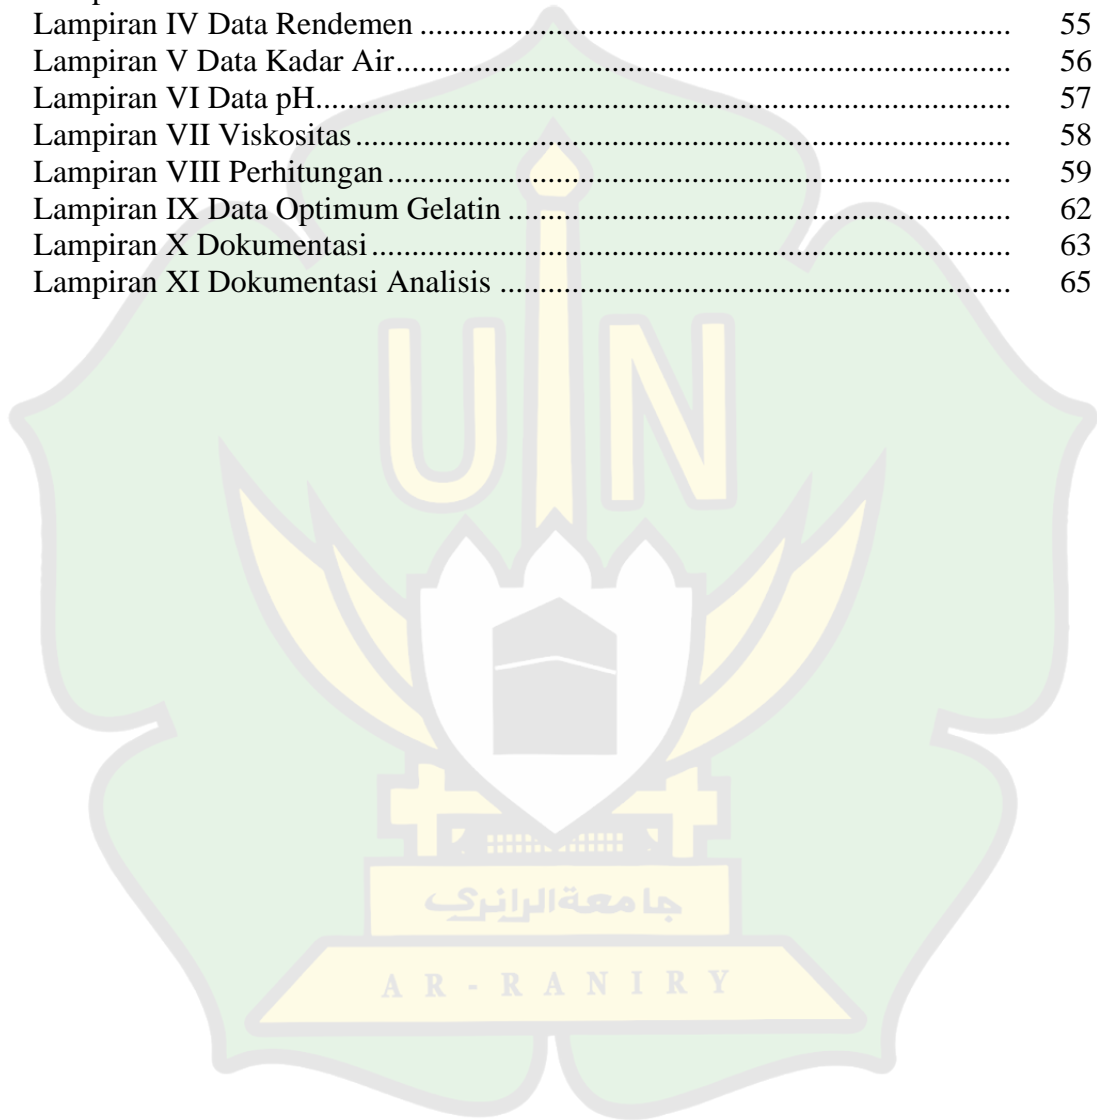 Lampiran IV Data Rendemen ........................................................................... 55
Lampiran V Data Kadar Air.............................................................................. 56
Lampiran VI Data pH........................................................................................ 57
Lampiran VII Viskositas ................................................................................... 58
Lampiran VIII Perhitungan ............................................................................... 59
Lampiran IX Data Optimum Gelatin ................................................................ 62
Lampiran X Dokumentasi ................................................................................. 63
Lampiran XI Dokumentasi Analisis ................................................................. 65
UIN
جامعة الرانري
AR-RANIRY